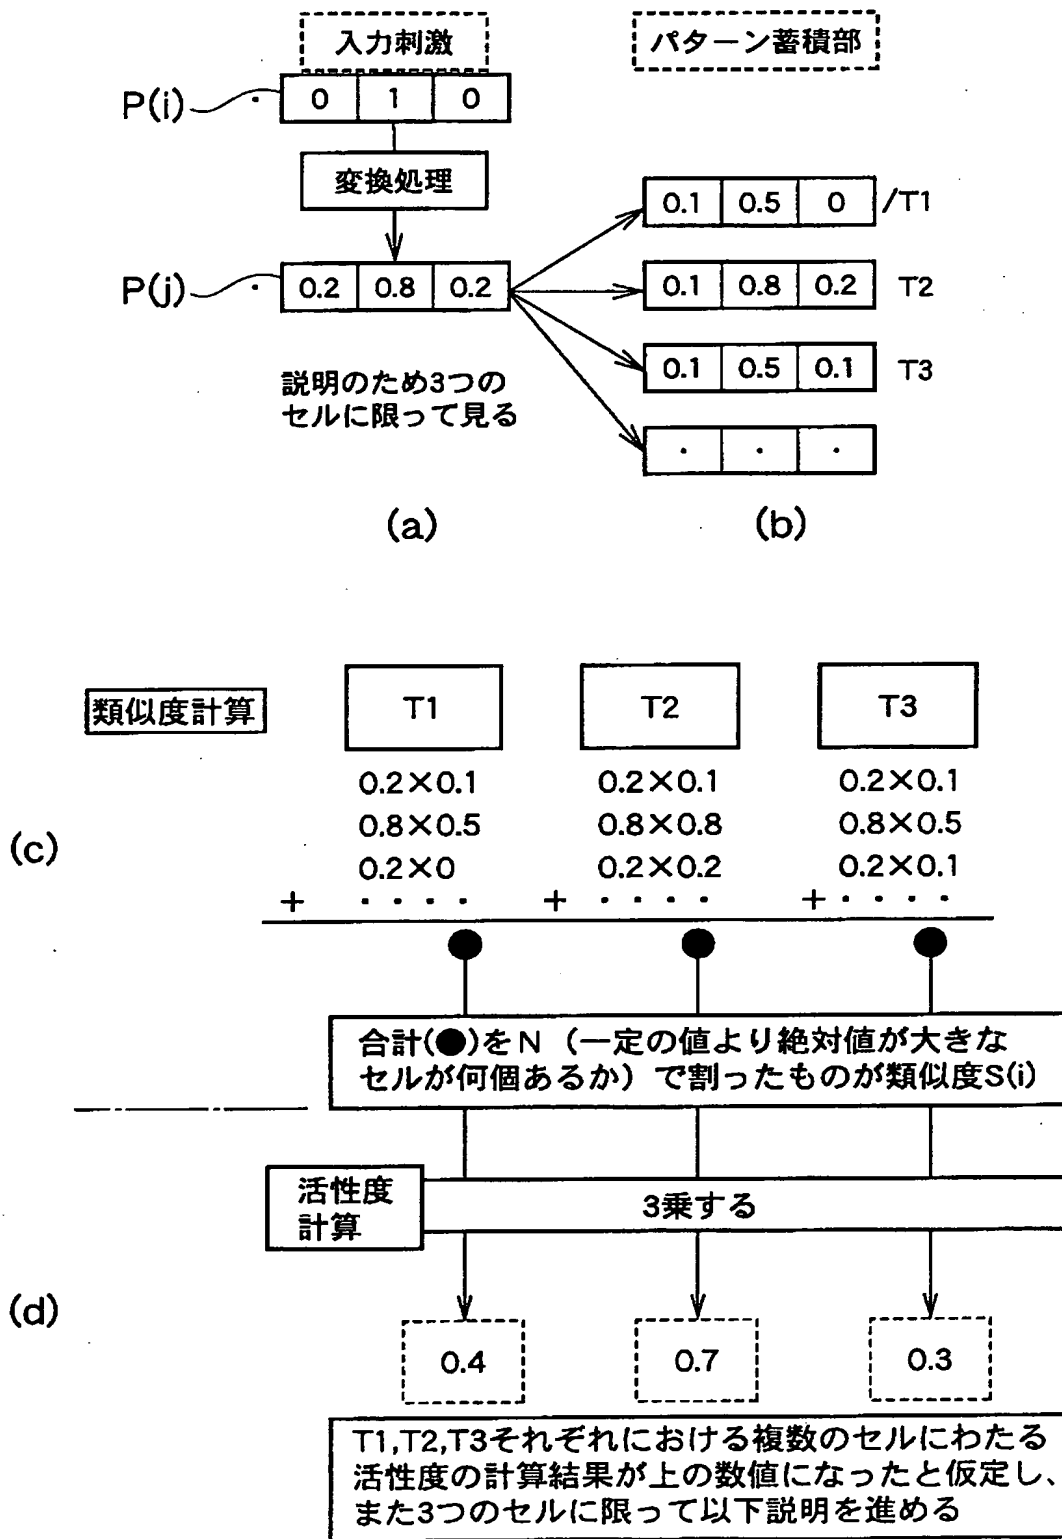 入力刺激
パターン蓄積部
P(i)
0 1 0
変換処理
0.1 0.5 0 /T1
P(j)
0.2 0.8 0.2
0.1 0.8 0.2 T2
0.1 0.5 0.1 T3
説明のため3つの
セルに限って見る
・ ・ ・
(a)
(b)
類似度計算
T1
T2
T3
(c)
0.2×0.1 0.2×0.1 0.2×0.1
0.8×0.5 0.8×0.8 0.8×0.5
0.2×0 0.2×0.2 0.2×0.1
+ ・・・・ + ・・・・ + ・・・・
合計(●)をN（一定の値より絶対値が大きな
セルが何個あるか）で割ったものが類似度S(i)
活性度
計算
3乗する
(d)
0.4 0.7 0.3
T1,T2,T3それぞれにおける複数のセルにわたる
活性度の計算結果が上の数値になったと仮定し、
また3つのセルに限って以下説明を進める